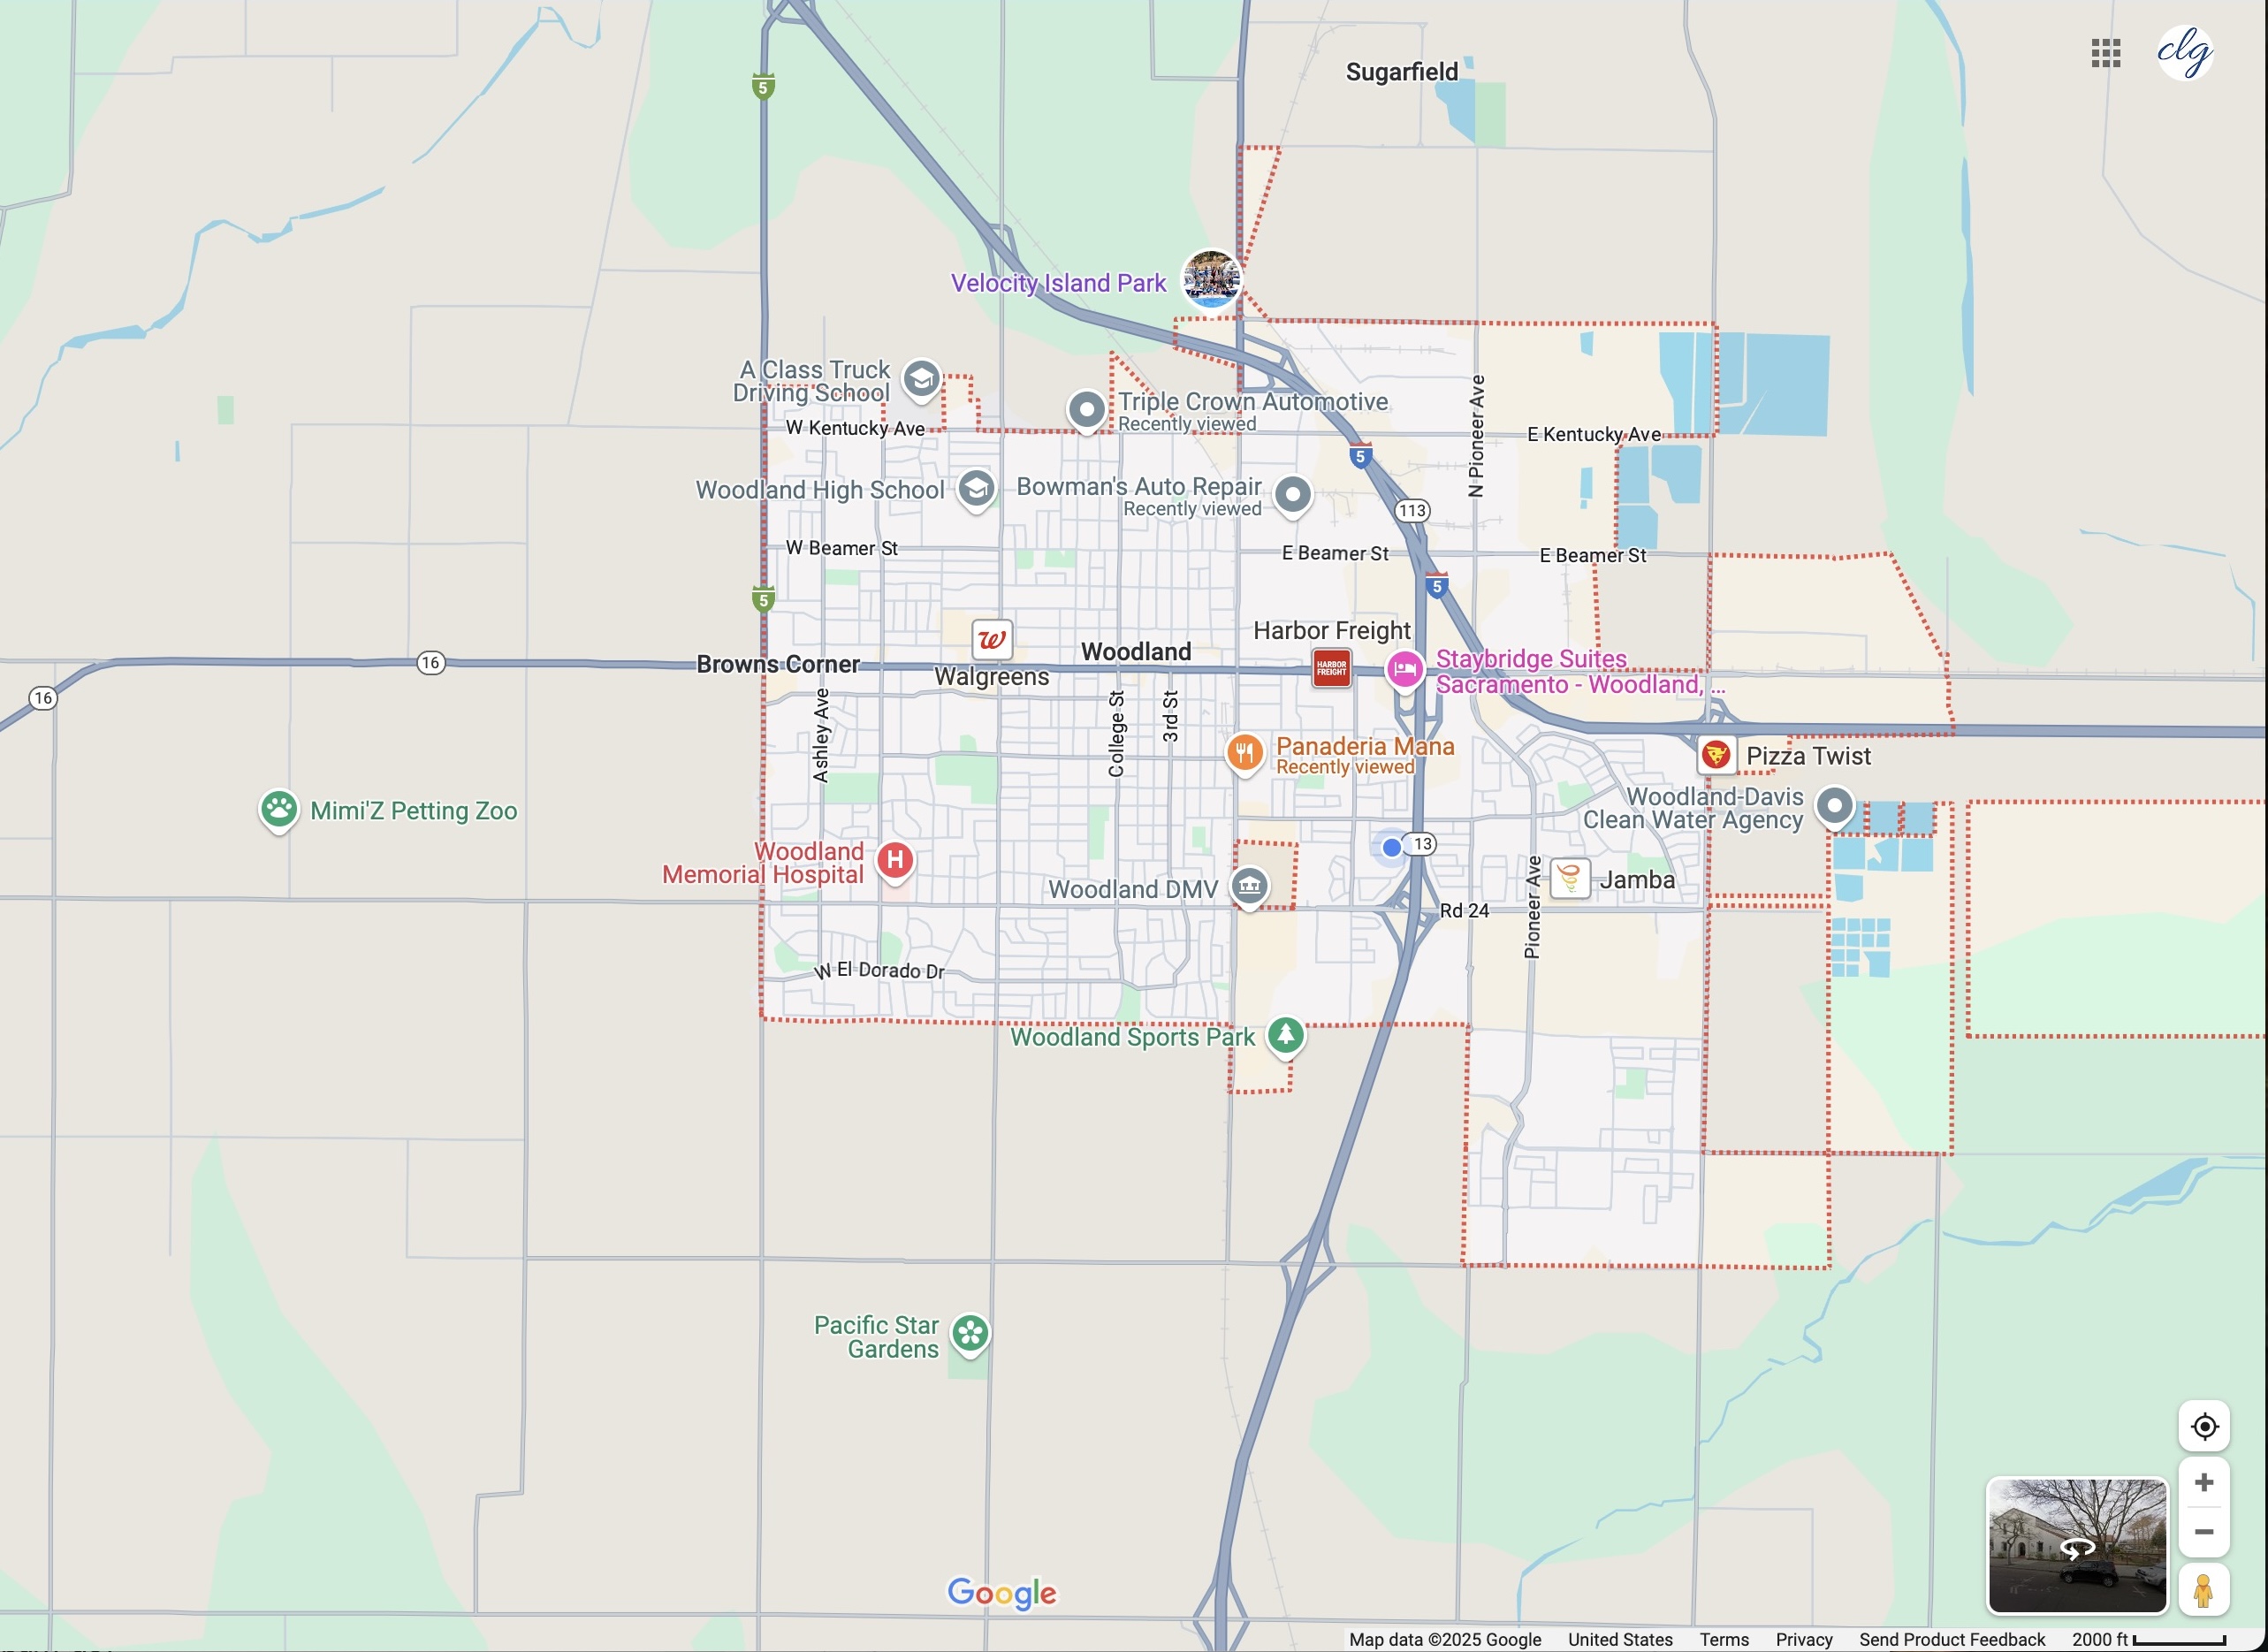 Sugarfield
clg
5
Velocity Island Park
A Class Truck
Driving School
Triple Crown Automotive
Recently viewed
W Kentucky Ave
N Pioneer Ave
E Kentucky Ave
5
Woodland High School
Bowman's Auto Repair
Recently viewed
113
W Beamer St
E Beamer St
E Beamer St
5
5
Harbor Freight
HARBOR
FREIGHT
16
Browns Corner
Woodland
Walgreens
Staybridge Suites
Sacramento - Woodland, ...
16
Ashley Ave
College St
3rd St
Panaderia Mana
Recently viewed
Pizza Twist
Mimi'Z Petting Zoo
Woodland-Davis
Clean Water Agency
13
Woodland
Memorial Hospital
H
Woodland DMV
Jamba
Rd 24
Pioneer Ave
W El Dorado Dr
Woodland Sports Park
Pacific Star
Gardens
Google
Map data ©2025 Google
United States
Terms
Privacy
Send Product Feedback
2000 ft